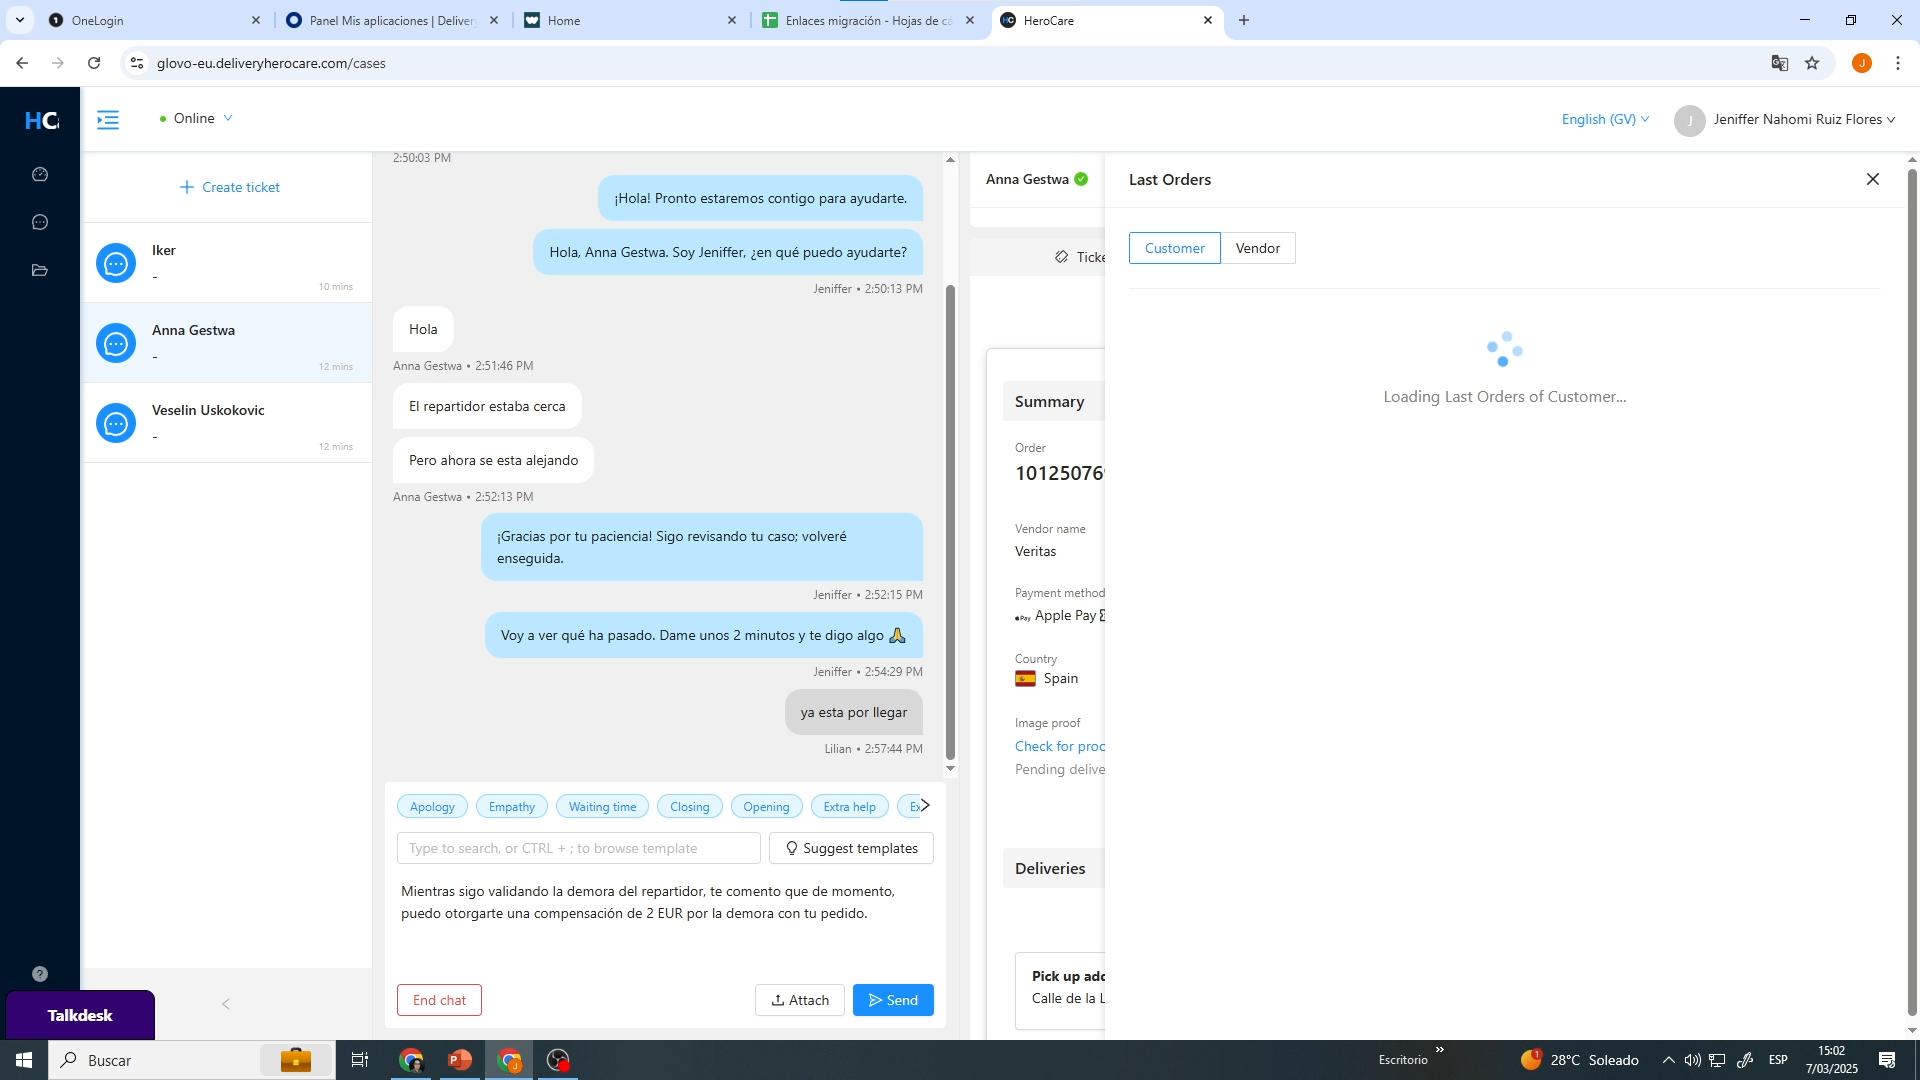 OneLogin
Panel Mis aplicaciones | Delivery
Home
Enlaces migración - Hojas de cá
HeroCare
glovo-eu.deliveryherocare.com/cases
HC
Online
English (GV)
J
Jeniffer Nahomi Ruiz Flores
Create ticket
Iker
-
10 mins
Anna Gestwa
-
12 mins
Veselin Uskokovic
-
12 mins
2:50:03 PM
¡Hola! Pronto estaremos contigo para ayudarte.
Hola, Anna Gestwa. Soy Jeniffer, ¿en qué puedo ayudarte?
Jeniffer • 2:50:13 PM
Hola
Anna Gestwa • 2:51:46 PM
El repartidor estaba cerca
Pero ahora se esta alejando
Anna Gestwa • 2:52:13 PM
¡Gracias por tu paciencia! Sigo revisando tu caso; volveré
enseguida.
Jeniffer • 2:52:15 PM
Voy a ver qué ha pasado. Dame unos 2 minutos y te digo algo 🙏
Jeniffer • 2:54:29 PM
ya esta por llegar
Lilian • 2:57:44 PM
Apology
Empathy
Waiting time
Closing
Opening
Extra help
Ex
Type to search, or CTRL + ; to browse template
Suggest templates
Mientras sigo validando la demora del repartidor, te comento que de momento,
puedo otorgarte una compensación de 2 EUR por la demora con tu pedido.
End chat
Attach
Send
Anna Gestwa
Ticke
Summary
Order
101250769
Vendor name
Veritas
Payment method
Pay Apple Pay
Country
Spain
Image proof
Check for proo
Pending delive
Deliveries
Pick up add
Calle de la L
Last Orders
Customer
Vendor
Loading Last Orders of Customer...
Talkdesk
Buscar
Escritorio
28°C Soleado
ESP
15:02
7/03/2025